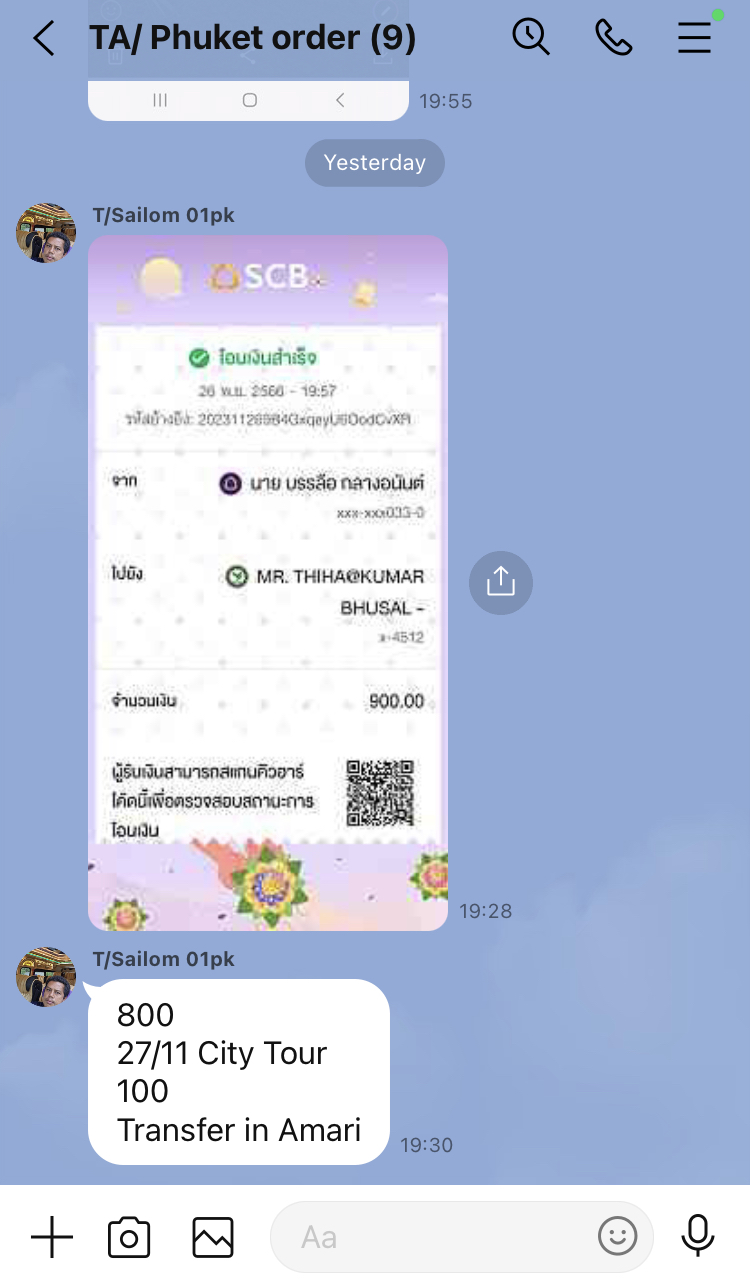 TA/ Phuket order (9)
19:55
Yesterday
T/Sailom 01pk
SCB
โอนเงินสำเร็จ
26 พ.ย. 2566 - 19:57
รหัสอ้างอิง:
จาก
นาย บรรลือ กลางอนันต์
xxx-xxx033-0
ไปยัง
MR. THIHA@KUMAR
BHUSAL -
x-4512
จำนวนเงิน
900.00
ผู้รับเงินสามารถสแกนคิวอาร์
โค้ดนี้เพื่อตรวจสอบสถานะการ
โอนเงิน
19:28
T/Sailom 01pk
800
27/11 City Tour
100
Transfer in Amari
19:30
Aa